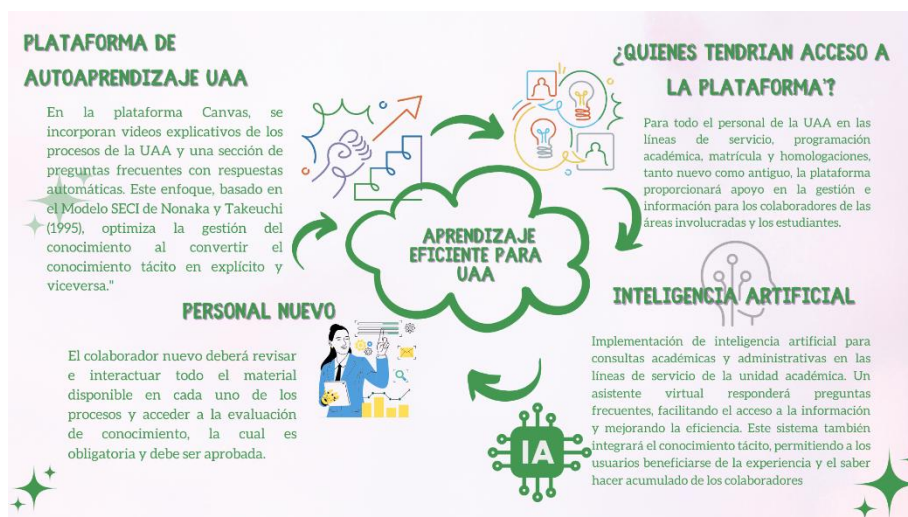 PLATAFORMA DE
AUTOAPRENDIZAJE UAA
En la plataforma Canvas, se
incorporan videos explicativos de los
procesos de la UAA y una sección de
preguntas frecuentes con respuestas
automáticas. Este enfoque, basado en
el Modelo SECI de Nonaka y Takeuchi
(1995), optimiza la gestión del
conocimiento al convertir el
conocimiento tácito en explícito y
viceversa."
¿QUIENES TENDRIAN ACCESO A
LA PLATAFORMA'?
Para todo el personal de la UAA en las
líneas de servicio, programación
académica, matrícula y homologaciones,
tanto nuevo como antiguo, la plataforma
proporcionará apoyo en la gestión e
información para los colaboradores de las
áreas involucradas y los estudiantes.
APRENDIZAJE
EFICIENTE PARA
UAA
INTELIGENCIA ARTIFICIAL
Implementación de inteligencia artificial para
consultas académicas y administrativas en las
líneas de servicio de la unidad académica. Un
asistente virtual responderá preguntas
frecuentes, facilitando el acceso a la información
y mejorando la eficiencia. Este sistema también
integrará el conocimiento tácito, permitiendo a los
usuarios beneficiarse de la experiencia y el saber
hacer acumulado de los colaboradores
IA
PERSONAL NUEVO
El colaborador nuevo deberá revisar
e interactuar todo el material
disponible en cada uno de los
procesos y acceder a la evaluación
de conocimiento, la cual es
obligatoria y debe ser aprobada.